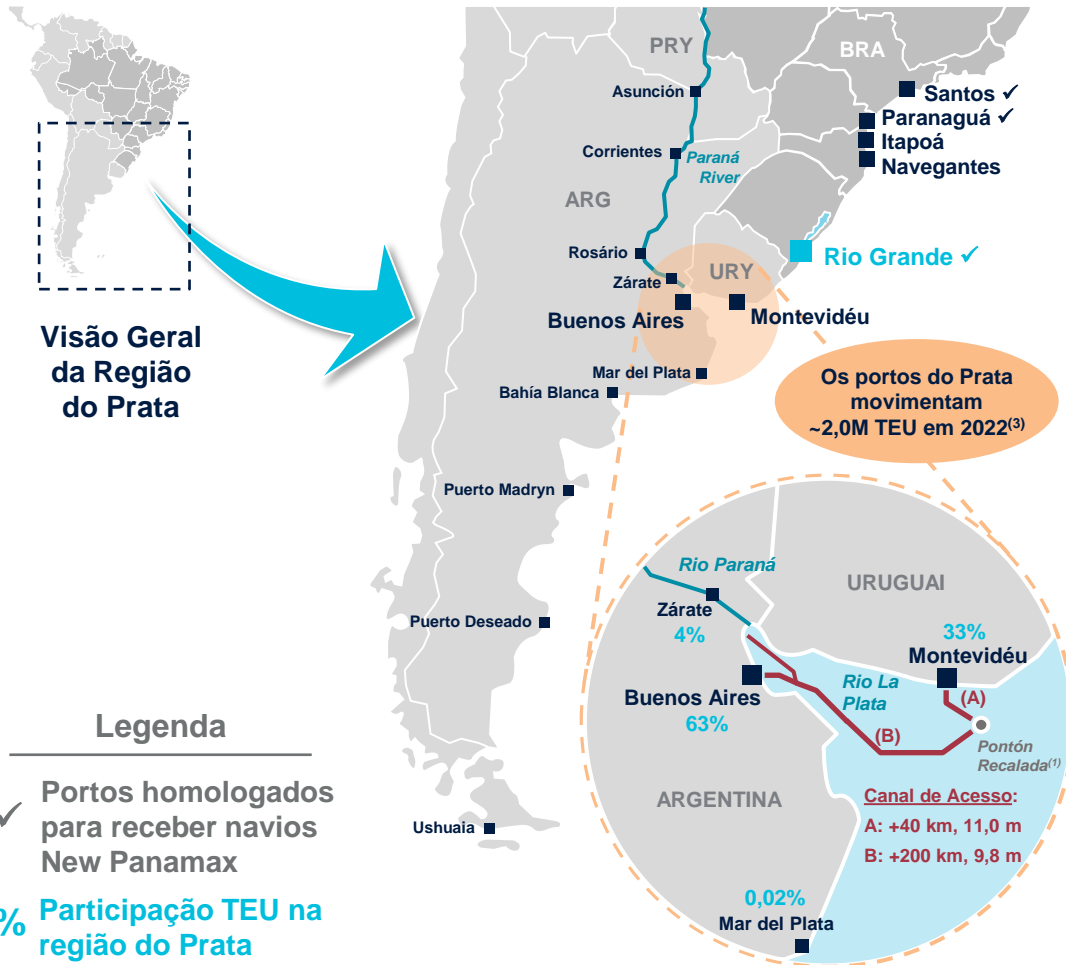 PRY
BRA
Asunción
Santos ✓
Paranaguá ✓
Itapoá
Navegantes
Corrientes
Paraná
River
ARG
Rosário
URY
Rio Grande ✓
Zárate
Buenos Aires
Montevidéu
Visão Geral
da Região
do Prata
Mar del Plata
Bahía Blanca
Os portos do Prata
movimentam
~2,0M TEU em 2022(3)
Puerto Madryn
Puerto Deseado
Ushuaia
Rio Paraná
URUGUAI
Zárate
4%
33%
Montevidéu
Buenos Aires
63%
Rio La
Plata
(A)
(B)
Pontón
Recalada(1)
ARGENTINA
Canal de Acesso:
A: +40 km, 11,0 m
B: +200 km, 9,8 m
0,02%
Mar del Plata
Legenda
✓ Portos homologados
para receber navios
New Panamax
% Participação TEU na
região do Prata